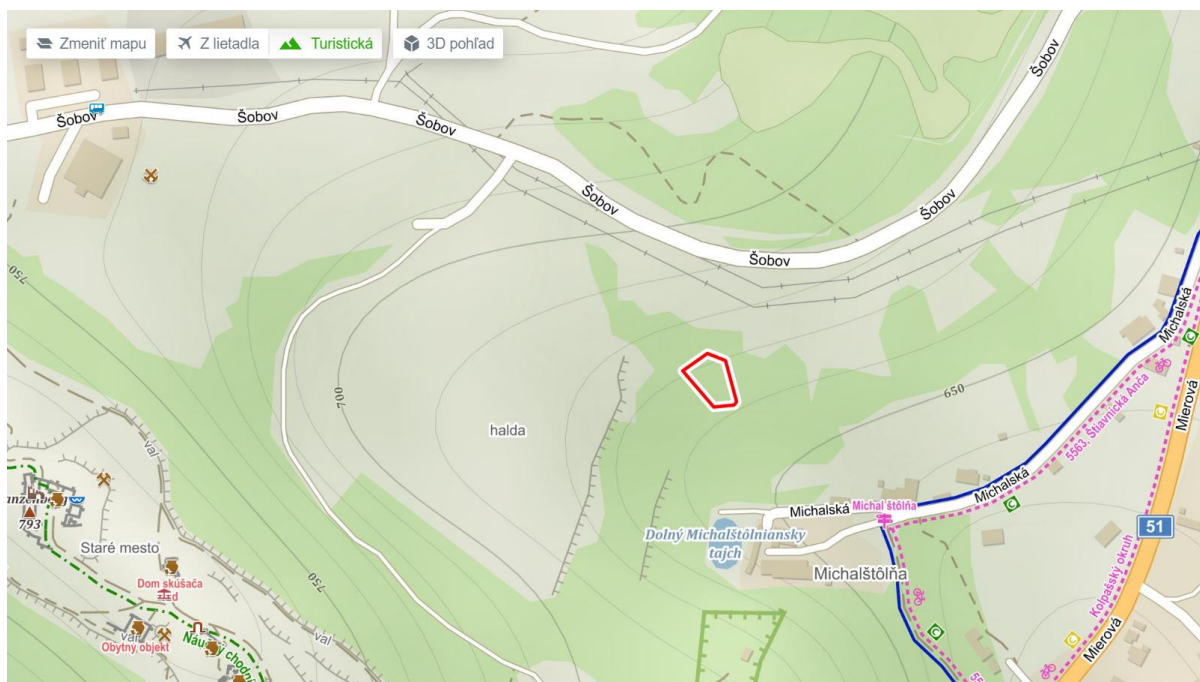 Zmeniť mapu
Z lietadla
Turistická
3D pohľad
Šobov
Šobov
Šobov
Šobov
Šobov
Šobov
Šobov
750
700
halda
650
Michalská
Mierová
5563, Štiavnická Anča
Michalská
Michalská
Michal štôlňa
51
Dolný Michalštôlniansky
tajch
Michalštôlňa
Kolpašský okruh
Mierová
val
793
Staré mesto
750
Dom skúšača
val
Obytný objekt